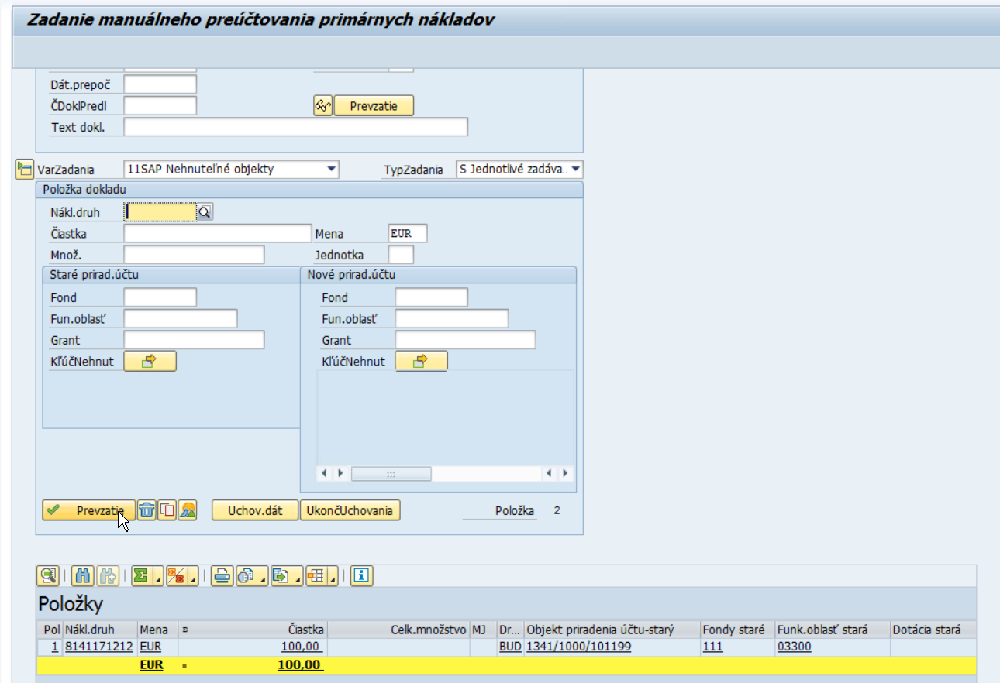 Zadanie manuálneho preúčtovania primárnych nákladov
Dát.prepoč
ČDoklPredl Prevzatie
Text dokl.
VarZadania 11SAP Nehnuteľné objekty TypZadania S Jednotlivé zadáva..
Položka dokladu
Nákl.druh
Čiastka Mena EUR
Množ. Jednotka
Staré prirad.účtu Nové prirad.účtu
Fond Fond
Fun.oblasť Fun.oblasť
Grant Grant
KľúčNehnut KľúčNehnut
Prevzatie Uchov.dát UkončUchovania Položka 2
Položky
Pol Nákl.druh Mena Σ Čiastka Celk.množstvo MJ Dr... Objekt priradenia účtu-starý Fondy staré Funk.oblasť stará Dotácia stará
1 8141171212 EUR 100,00 BUD 1341/1000/101199 111 03300
EUR 100,00